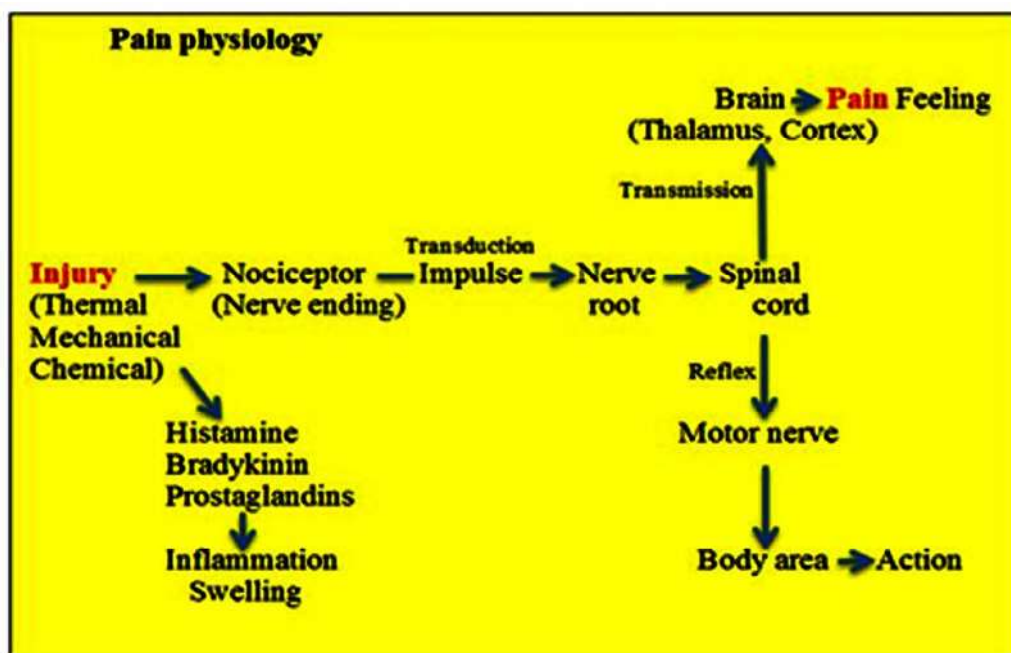 Pain physiology
Brain Pain Feeling
(Thalamus, Cortex)
Transmission
Transduction
Injury Nociceptor Impulse Nerve Spinal
(Thermal (Nerve ending) root cord
Mechanical
Chemical)
Reflex
Histamine Motor nerve
Bradykinin
Prostaglandins
Inflammation Body area Action
Swelling